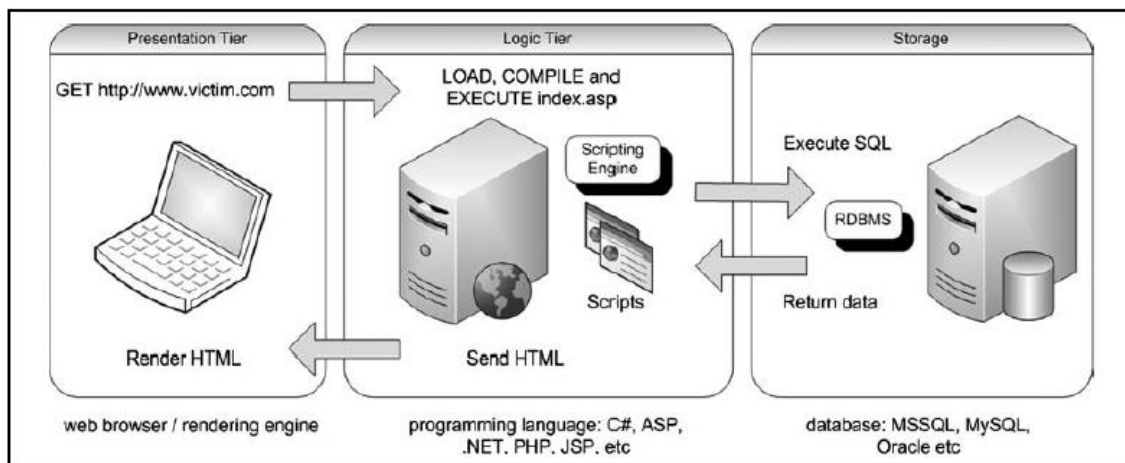 Presentation Tier
GET http://www.victim.com
Render HTML
web browser / rendering engine
Logic Tier
LOAD, COMPILE and
EXECUTE index.asp
Scripting
Engine
Scripts
Send HTML
programming language: C#, ASP,
.NET, PHP, JSP, etc
Storage
Execute SQL
RDBMS
Return data
database: MSSQL, MySQL,
Oracle etc